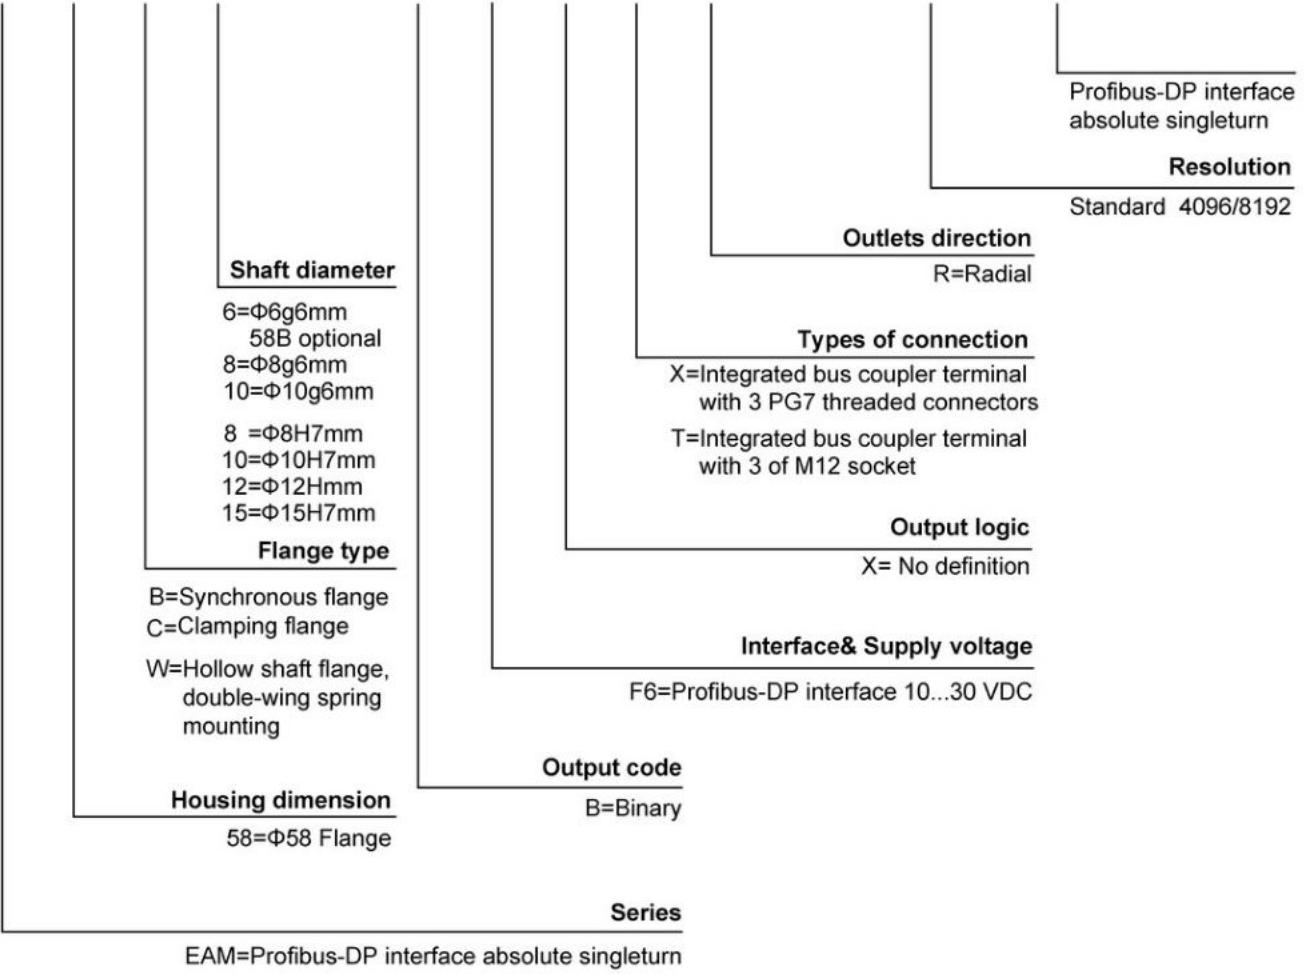 Profibus-DP interface
absolute singleturn
Resolution
Standard 4096/8192
Outlets direction
R=Radial
Shaft diameter
6=Φ6g6mm
58B optional
8=Φ8g6mm
10=Φ10g6mm
8 =Φ8H7mm
10=Φ10H7mm
12=Φ12Hmm
15=Φ15H7mm
Types of connection
X=Integrated bus coupler terminal
with 3 PG7 threaded connectors
T=Integrated bus coupler terminal
with 3 of M12 socket
Output logic
X= No definition
Flange type
B=Synchronous flange
C=Clamping flange
W=Hollow shaft flange,
double-wing spring
mounting
Interface& Supply voltage
F6=Profibus-DP interface 10...30 VDC
Output code
B=Binary
Housing dimension
58=Φ58 Flange
Series
EAM=Profibus-DP interface absolute singleturn